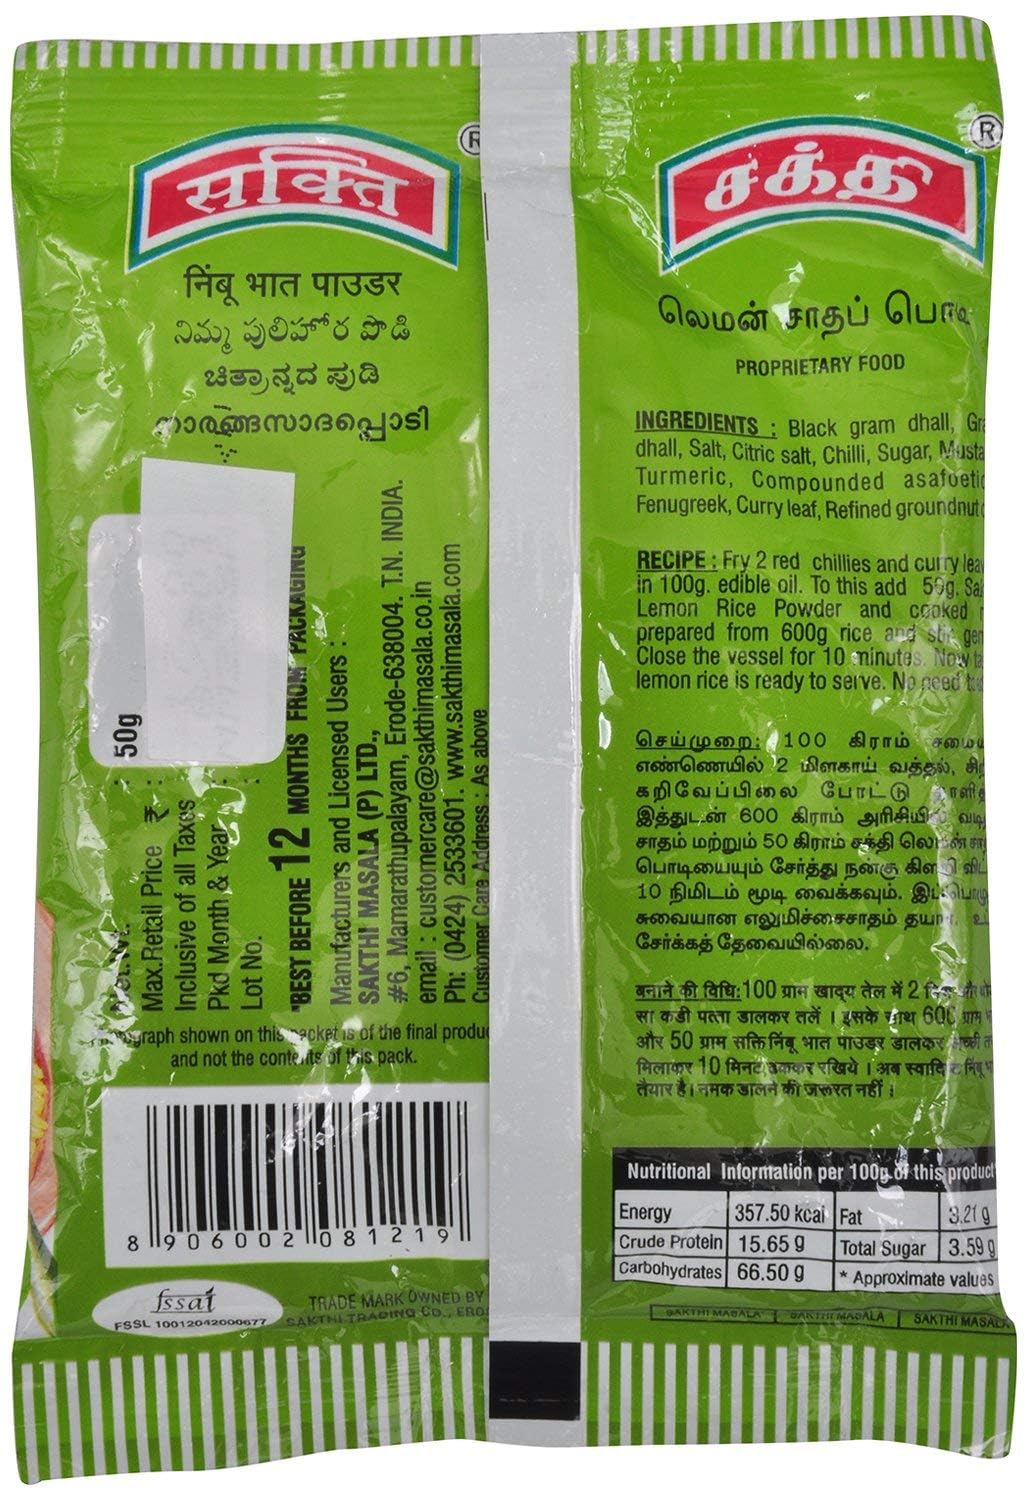 सक्ति
निंबू भात पाउडर
నిమ్మ పులిహోర పొడి
ಚಿತ್ರಾನ್ನದ ಪುಡಿ
നാരങ്ങസാദപ്പൊടി
50g
Max.Retail Price ₹ :
Inclusive of all Taxes
Pkd Month & Year :
Lot No. :
"BEST BEFORE 12 MONTHS FROM PACKAGING
Manufacturers and Licensed Users :
SAKTHI MASALA (P) LTD.,
#6, Mamarathupalayam, Erode-638004. T.N. INDIA.
email : customercare@sakthimasala.co.in
Ph: (0424) 2533601. www.sakthimasala.com
Customer Care Address : As above
shown on this packet is of the final
and not the contents of this pack.
8 906002 081219
fssai
FSSL 10012042000677
TRADE MARK OWNED BY
SAKTHI TRADING CO.,
®
சக்தி
®
லெமன் சாதப்
PROPRIETARY FOOD
INGREDIENTS : Black gram dhall,
dhall, Salt, Citric salt, Chilli, Sugar,
Turmeric, Compounded
Fenugreek, Curry leaf, Refined groundnut
RECIPE : Fry 2 red chillies and curry
in 100g. edible oil. To this add 50g.
Lemon Rice Powder and cooked
prepared from 600g rice and stir
Close the vessel for 10 minutes. Now
lemon rice is ready to serve. No need
செய்முறை: 100 கிராம்
எண்ணெயில் 2 மிளகாய் வத்தல்,
கறிவேப்பிலை போட்டு
இத்துடன் 600 கிராம் அரிசியில்
சாதம் மற்றும் 50 கிராம் சக்தி லெமன்
பொடியையும் சேர்த்து நன்கு கிளறி
10 நிமிடம் மூடி வைக்கவும்.
சுவையான எலுமிச்சைசாதம் தயார்.
சேர்க்கத் தேவையில்லை.
बनाने की विधि:100 ग्राम खाद्य तेल में 2
सा कडी पत्ता डालकर तलें । इसके साथ 600 ग्राम
और 50 ग्राम सक्ति निंबू भात पाउडर डालकर
मिलाकर 10 मिनट ढककर रखिये । अब स्वादिष्ट
तैयार है। नमक डालने की जरूरत नहीं ।
Nutritional Information per 100g of this product*
Energy 357.50 kcal Fat 3.21 g
Crude Protein 15.65 g Total Sugar 3.59 g
Carbohydrates 66.50 g * Approximate values
SAKTHI MASALA SAKTHI MASALA SAKTHI MASALA